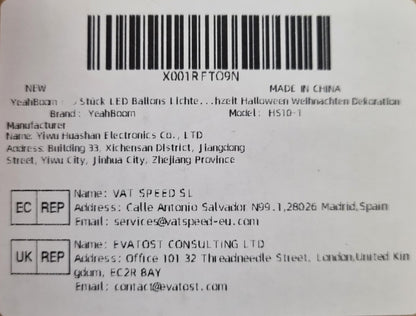 X001RFTO9N
NEW MADE IN CHINA
YeahBoom Stück LED Ballons Lichte...hzeit Halloween Weihnachten Dekoration
Brand: YeahBoom Model: HS10-1
Manufacturer
Name: Yiwu Huashan Electronics Co., LTD
Address: Building 33, Xichensan District, Jiangdong
Street, Yiwu City, Jinhua City, Zhejiang Province
EC REP
Name: VAT SPEED SL
Address: Calle Antonio Salvador N99.1,28026 Madrid,Spain
Email: services@vatspeed-eu.com
UK REP
Name: EVATOST CONSULTING LTD
Address: Office 101 32 Threadneedle Street, London,United Kin
gdom, EC2R 8AY
Email: contact@evatost.com